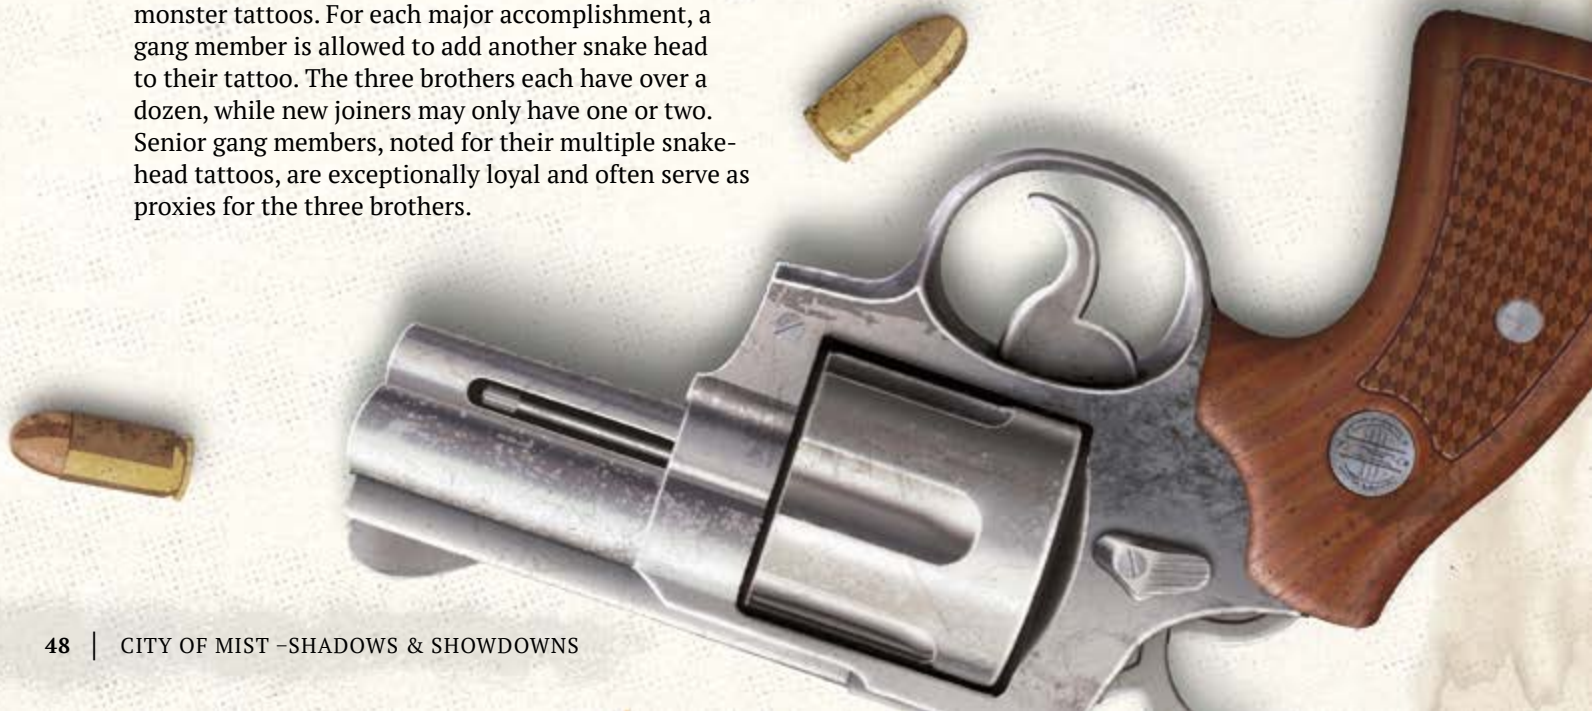 monster tattoos. For each major accomplishment, a
gang member is allowed to add another snake head
to their tattoo. The three brothers each have over a
dozen, while new joiners may only have one or two.
Senior gang members, noted for their multiple snake-
head tattoos, are exceptionally loyal and often serve as
proxies for the three brothers.
48 | CITY OF MIST –SHADOWS & SHOWDOWNS